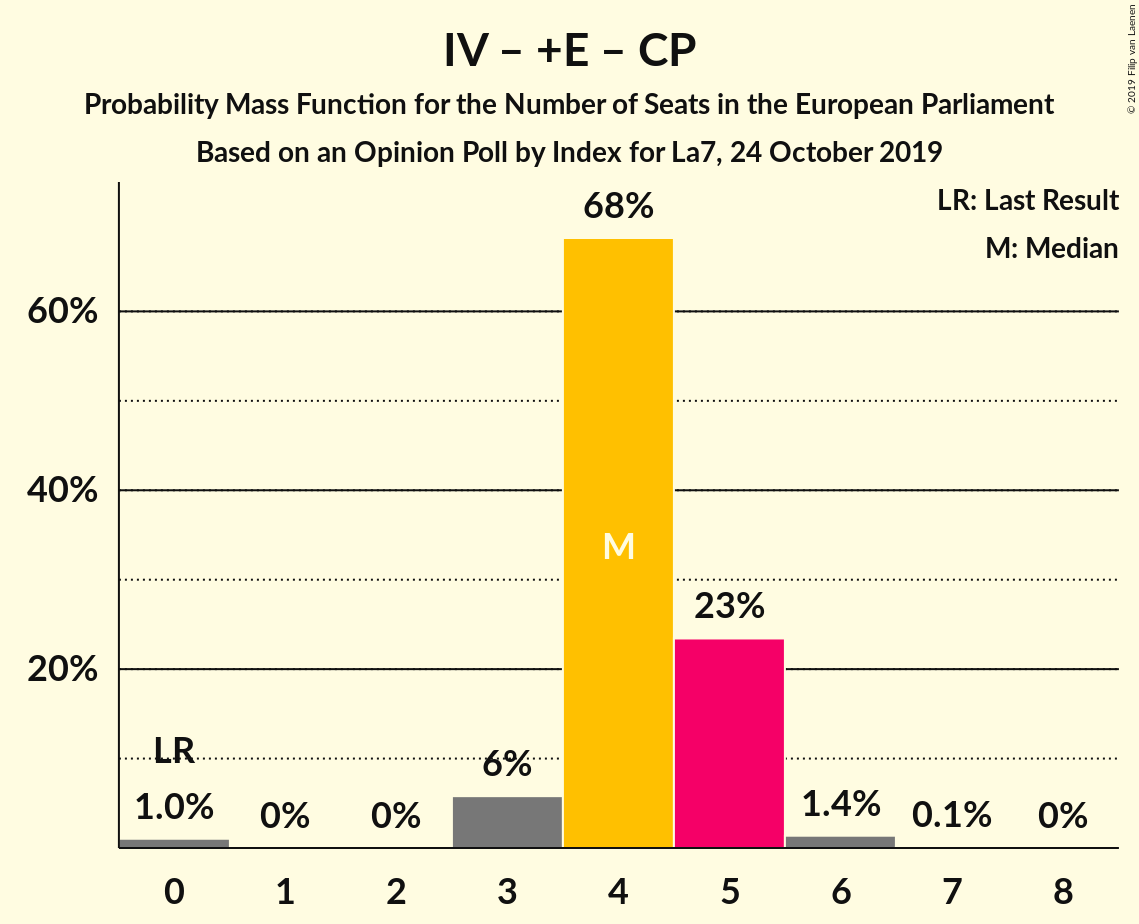 IV – +E – CP
Probability Mass Function for the Number of Seats in the European Parliament
Based on an Opinion Poll by Index for La7, 24 October 2019
© 2019 Filip van Laenen
LR: Last Result
M: Median
68%
60%
40%
M
23%
20%
LR
6%
1.0%
0%
0%
1.4%
0.1%
0%
0 1 2 3 4 5 6 7 8